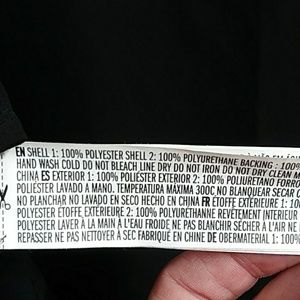 EN SHELL 1: 100% POLYESTER SHELL 2: 100% POLYURETHANE BACKING : 100%
HAND WASH COLD DO NOT BLEACH LINE DRY DO NOT IRON DO NOT DRY CLEAN M
CHINA ES EXTERIOR 1: 100% POLIÉSTER EXTERIOR 2: 100% POLIURETANO FORRO
POLIÉSTER LAVADO A MANO. TEMPERATURA MÁXIMA 30OC, NO BLANQUEAR SECAR C
NO PLANCHAR NO LAVADO EN SECO HECHO EN CHINA FR ÉTOFFE EXTÉRIEURE 1: 10
POLYESTER ÉTOFFE EXTÉRIEURE 2: 100% POLYURÉTHANNE REVÊTEMENT INTÉRIEUR
POLYESTER LAVER À LA MAIN À L'EAU FROIDE NE PAS BLANCHIR SÉCHER À L'AIR NE
REPASSER NE PAS NETTOYER À SEC FABRIQUÉ EN CHINE DE OBERMATERIAL 1: 100%